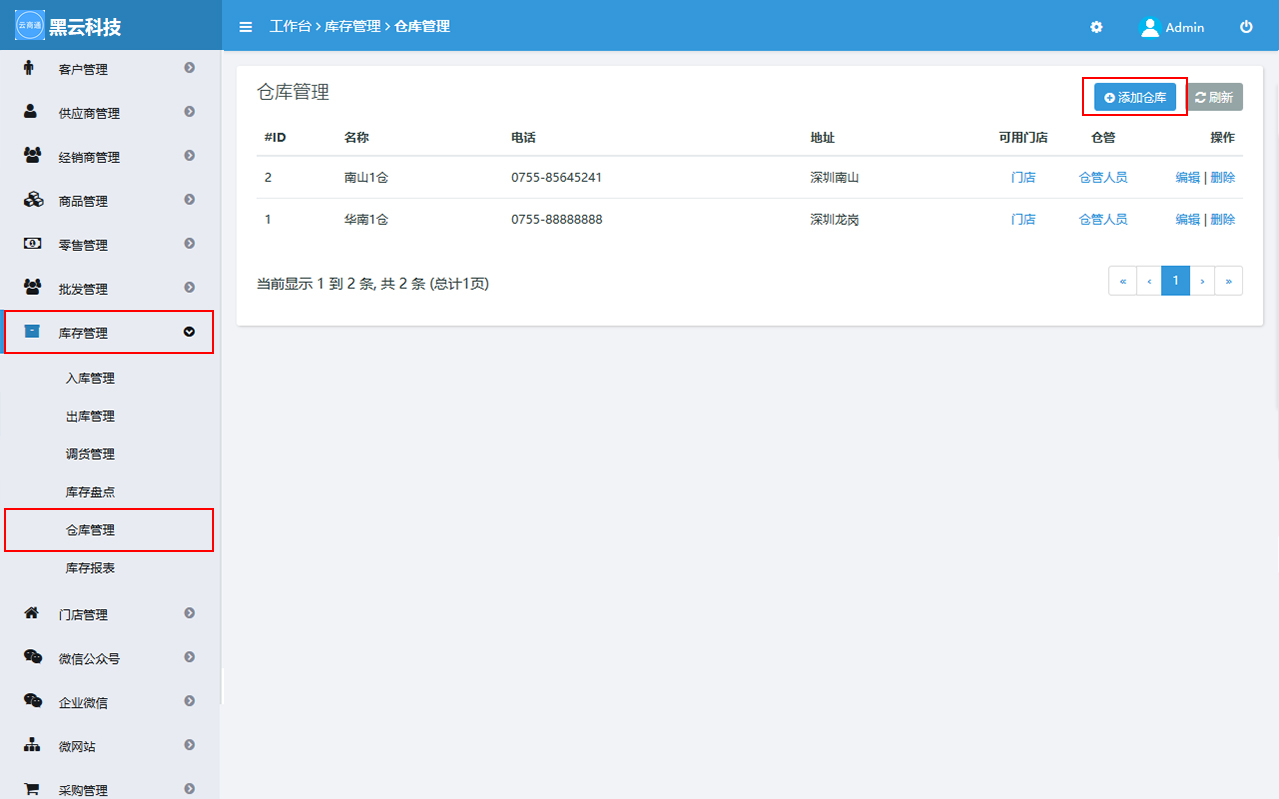 云商通 黑云科技
工作台 > 库存管理 > 仓库管理
Admin
客户管理
供应商管理
经销商管理
商品管理
零售管理
批发管理
库存管理
入库管理
出库管理
调货管理
库存盘点
仓库管理
库存报表
门店管理
微信公众号
企业微信
微网站
采购管理
仓库管理
添加仓库 刷新
#ID 名称 电话 地址 可用门店 仓管 操作
2 南山1仓 0755-85645241 深圳南山 门店 仓管人员 编辑 | 删除
1 华南1仓 0755-88888888 深圳龙岗 门店 仓管人员 编辑 | 删除
当前显示 1 到 2 条, 共 2 条 (总计1页)
« ‹ 1 › »